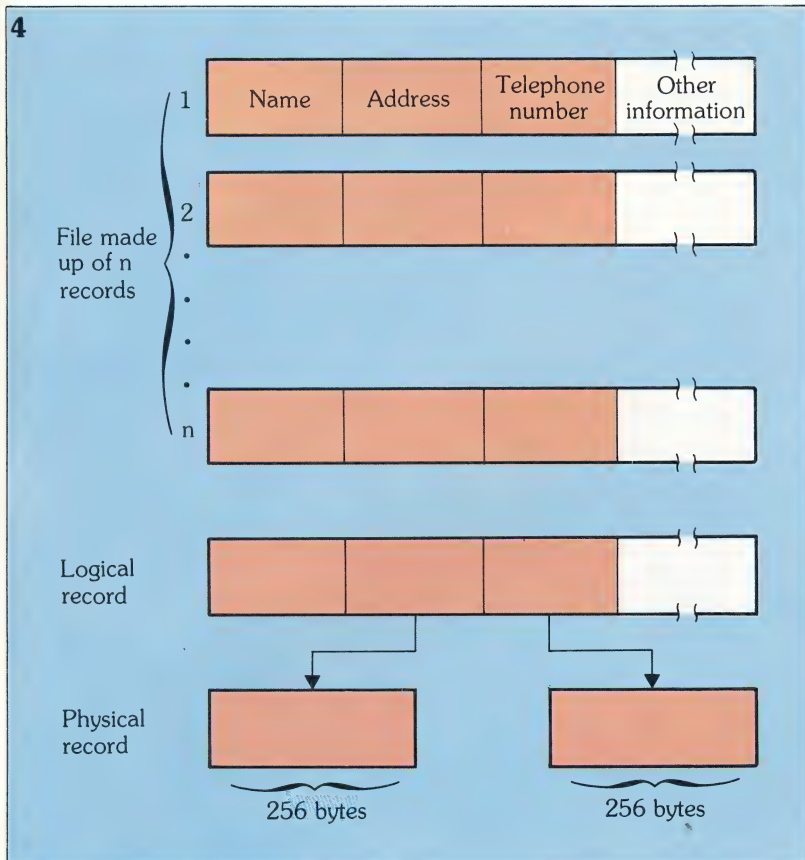 4
1
Name
Address
Telephone
number
Other
information
2
File made
up of n
records
n
Logical
record
Physical
record
256 bytes
256 bytes